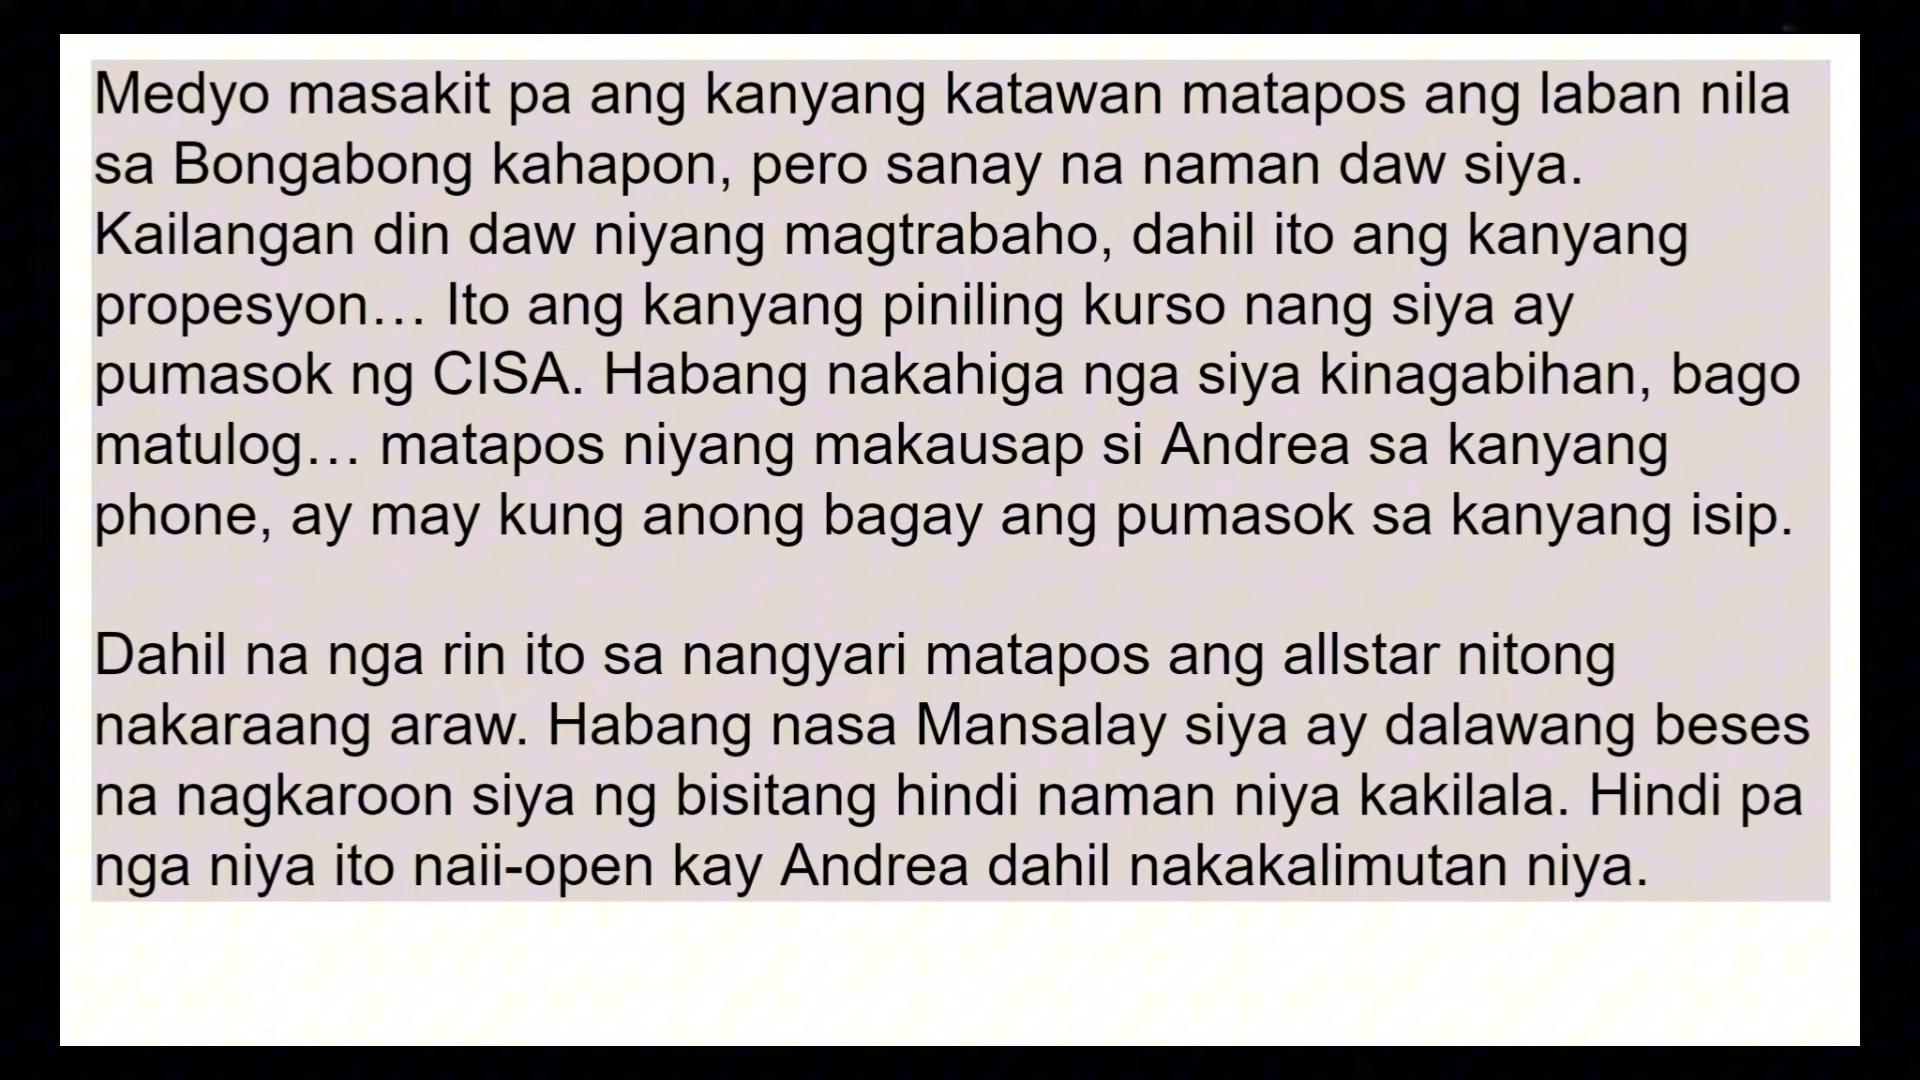 Medyo masakit pa ang kanyang katawan matapos ang laban nila
sa Bongabong kahapon, pero sanay na naman daw siya.
Kailangan din daw niyang magtrabaho, dahil ito ang kanyang
propesyon… Ito ang kanyang piniling kurso nang siya ay
pumasok ng CISA. Habang nakahiga nga siya kinagabihan, bago
matulog… matapos niyang makausap si Andrea sa kanyang
phone, ay may kung anong bagay ang pumasok sa kanyang isip.
Dahil na nga rin ito sa nangyari matapos ang allstar nitong
nakaraang araw. Habang nasa Mansalay siya ay dalawang beses
na nagkaroon siya ng bisitang hindi naman niya kakilala. Hindi pa
nga niya ito naii-open kay Andrea dahil nakakalimutan niya.